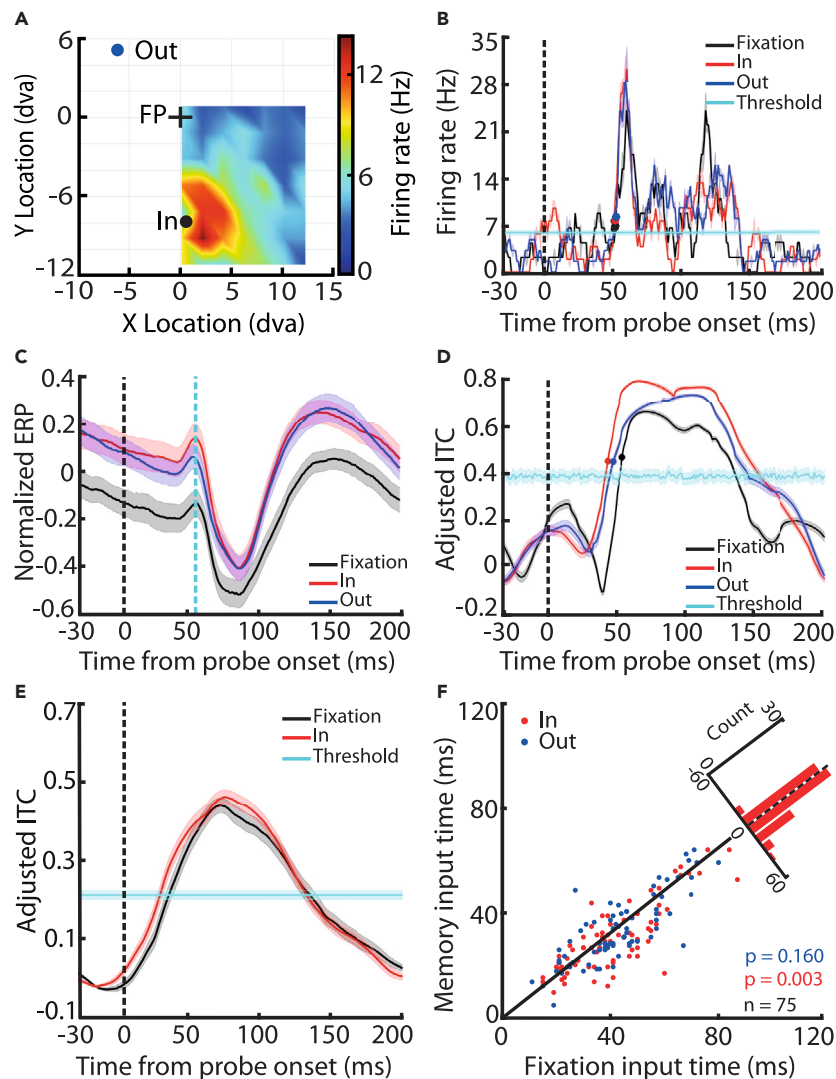 A
6
Out
0
FP
-6
In
-12
-10
-5
0
5
10
15
Y Location (dva)
X Location (dva)
12
6
0
Firing rate (Hz)
B
35
28
21
14
7
0
Firing rate (Hz)
Fixation
In
Out
Threshold
-30
0
50
100
150
200
Time from probe onset (ms)
C
0.4
0.2
0
-0.2
-0.4
-0.6
Normalized ERP
Fixation
In
Out
-30
0
50
100
150
200
Time from probe onset (ms)
D
0.8
0.6
0.4
0.2
0
-0.2
Adjusted ITC
Fixation
In
Out
Threshold
-30
0
50
100
150
200
Time from probe onset (ms)
E
0.7
0.5
0.3
0.1
-0.1
Adjusted ITC
Fixation
In
Threshold
-30
0
50
100
150
200
Time from probe onset (ms)
F
In
Out
Count
30
0
-60
0
60
120
80
40
0
Memory input time (ms)
p = 0.160
p = 0.003
n = 75
0
40
80
120
Fixation input time (ms)